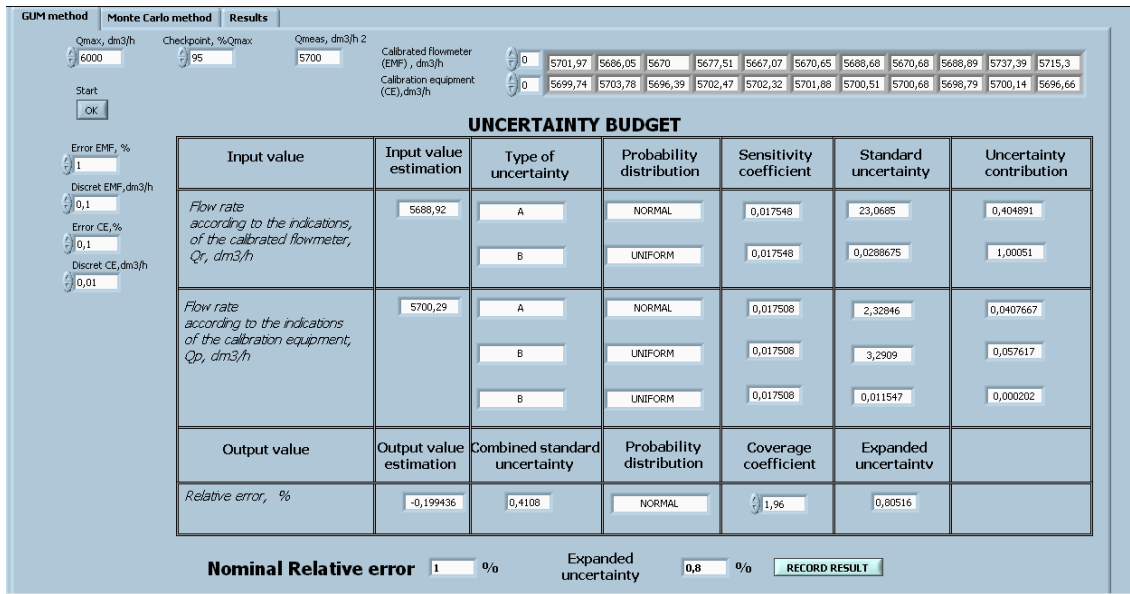 GUM method Monte Carlo method Results
Qmax, dm3/h Checkpoint, %Qmax Qmeas, dm3/h 2
6000 95 5700
Calibrated flowmeter
(EMF) , dm3/h
0 5701,97 5686,05 5670 5677,51 5667,07 5670,65 5688,68 5670,68 5688,89 5737,39 5715,3
Calibration equipment
(CE),dm3/h
0 5699,74 5703,78 5696,39 5702,47 5702,32 5701,88 5700,51 5700,68 5698,79 5700,14 5696,66
Start
OK
UNCERTAINTY BUDGET
Error EMF, %
1
Discret EMF,dm3/h
0,1
Error CE,%
0,1
Discret CE,dm3/h
0,01
Input value Input value estimation Type of uncertainty Probability distribution Sensitivity coefficient Standard uncertainty Uncertainty contribution
Flow rate
according to the indications,
of the calibrated flowmeter,
Qr, dm3/h
5688,92 A NORMAL 0,017548 23,0685 0,404891
B UNIFORM 0,017548 0,0288675 1,00051
Flow rate
according to the indications
of the calibration equipment,
Qp, dm3/h
5700,29 A NORMAL 0,017508 2,32846 0,0407667
B UNIFORM 0,017508 3,2909 0,057617
B UNIFORM 0,017508 0,011547 0,000202
Output value Output value estimation Combined standard uncertainty Probability distribution Coverage coefficient Expanded uncertainty
Relative error, % -0,199436 0,4108 NORMAL 1,96 0,80516
Nominal Relative error 1 % Expanded uncertainty 0,8 % RECORD RESULT